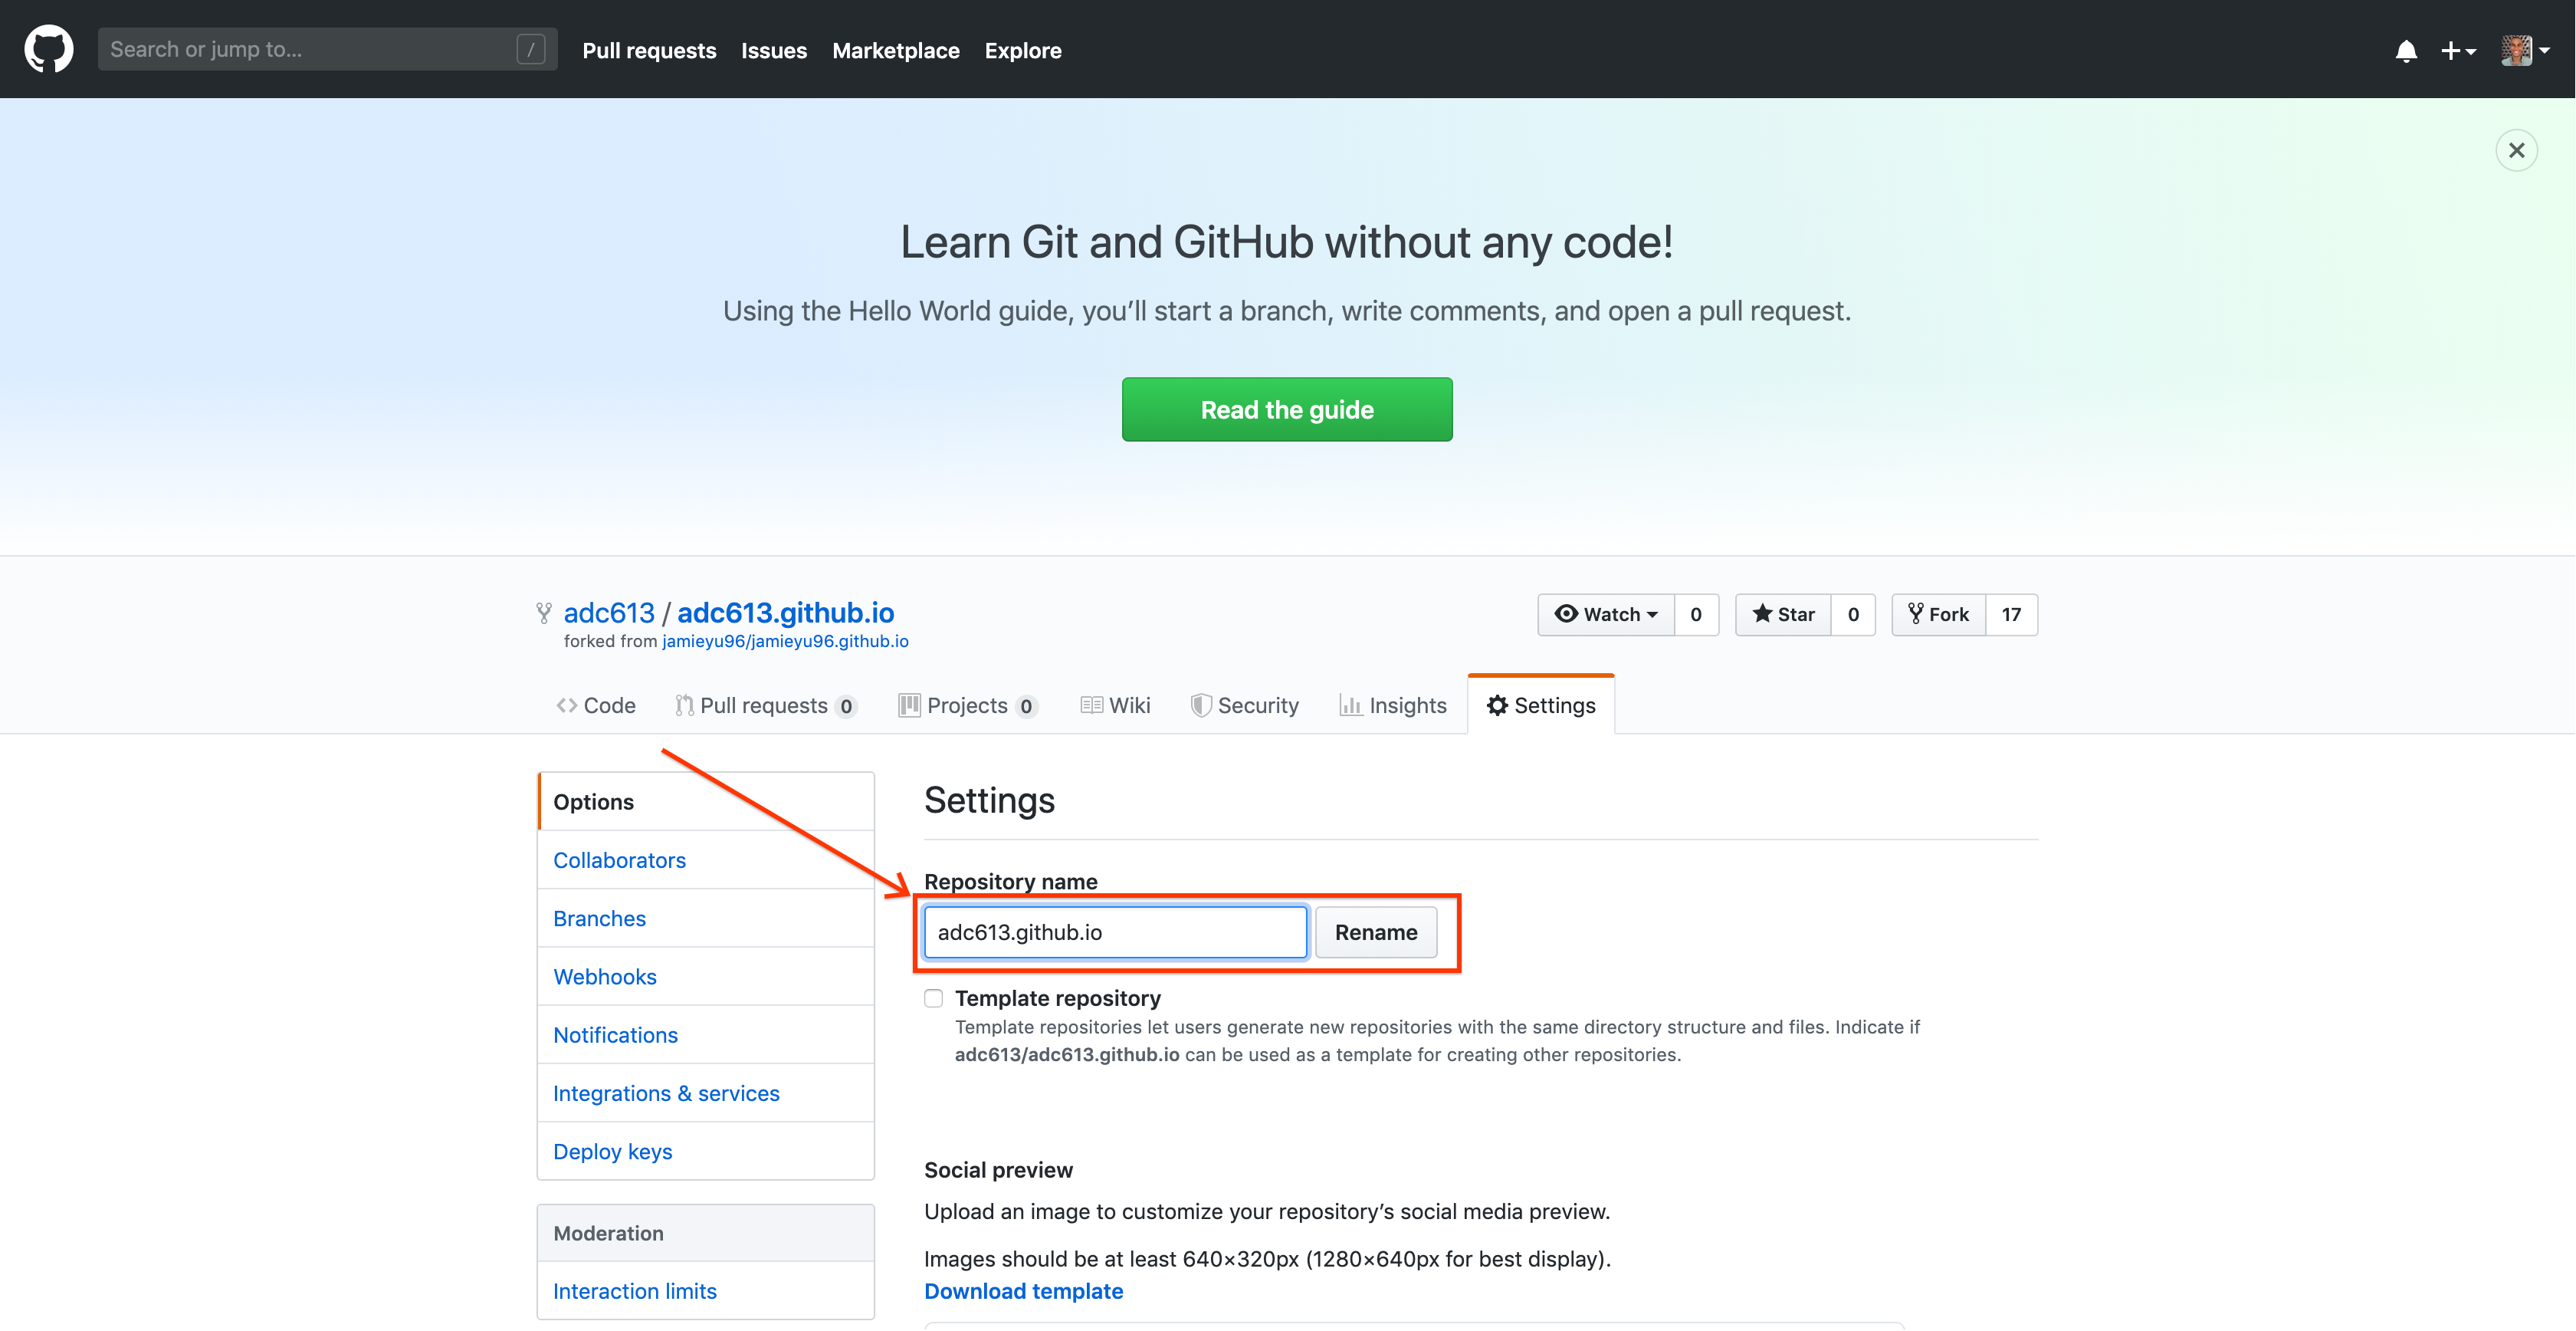 Search or jump to... /
Pull requests Issues Marketplace Explore
Learn Git and GitHub without any code!
Using the Hello World guide, you’ll start a branch, write comments, and open a pull request.
Read the guide
adc613 / adc613.github.io
forked from jamieyu96/jamieyu96.github.io
Watch 0 Star 0 Fork 17
Code Pull requests 0 Projects 0 Wiki Security Insights Settings
Options
Collaborators
Branches
Webhooks
Notifications
Integrations & services
Deploy keys
Moderation
Interaction limits
Settings
Repository name
adc613.github.io Rename
Template repository
Template repositories let users generate new repositories with the same directory structure and files. Indicate if
adc613/adc613.github.io can be used as a template for creating other repositories.
Social preview
Upload an image to customize your repository’s social media preview.
Images should be at least 640×320px (1280×640px for best display).
Download template